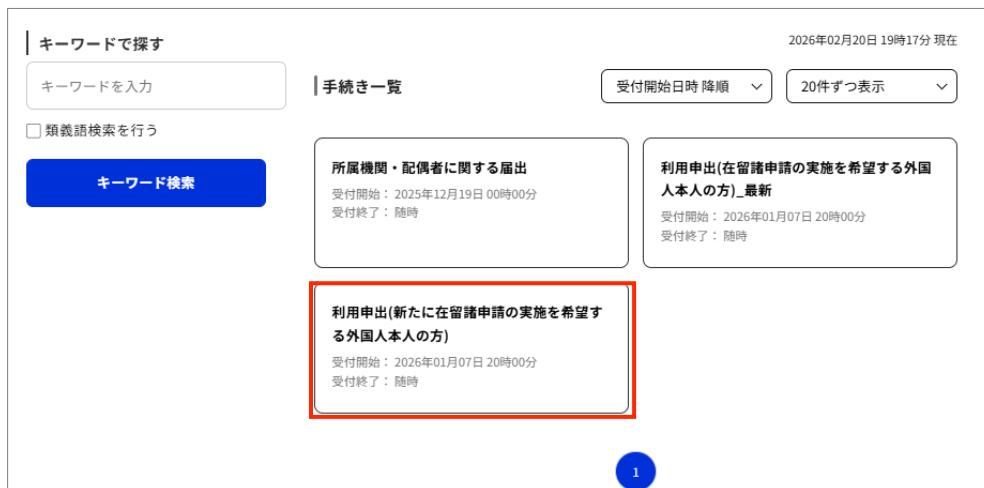 キーワードで探す
キーワードを入力
類義語検索を行う
キーワード検索
2026年02月20日 19時17分 現在
手続き一覧
受付開始日時 降順
20件ずつ表示
所属機関・配偶者に関する届出
受付開始： 2025年12月19日 00時00分
受付終了： 随時
利用申出(在留諸申請の実施を希望する外国
人本人の方)_最新
受付開始： 2026年01月07日 20時00分
受付終了： 随時
利用申出(新たに在留諸申請の実施を希望す
る外国人本人の方)
受付開始： 2026年01月07日 20時00分
受付終了： 随時
1